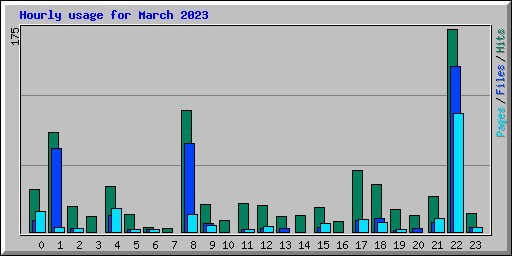 Hourly usage for March 2023
175
Pages/Files/Hits
0 1 2 3 4 5 6 7 8 9 10 11 12 13 14 15 16 17 18 19 20 21 22 23